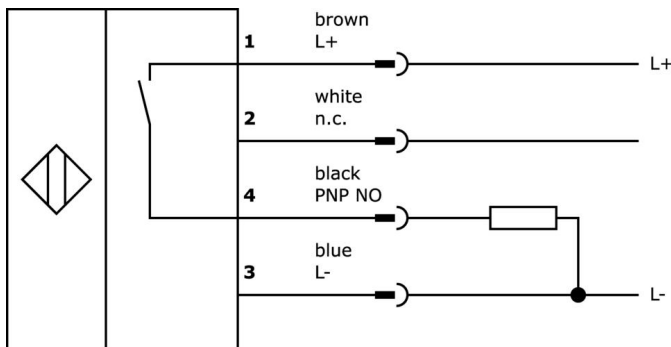 brown
1 L+ L+
white
2 n.c.
black
4 PNP NO
blue
3 L- L-